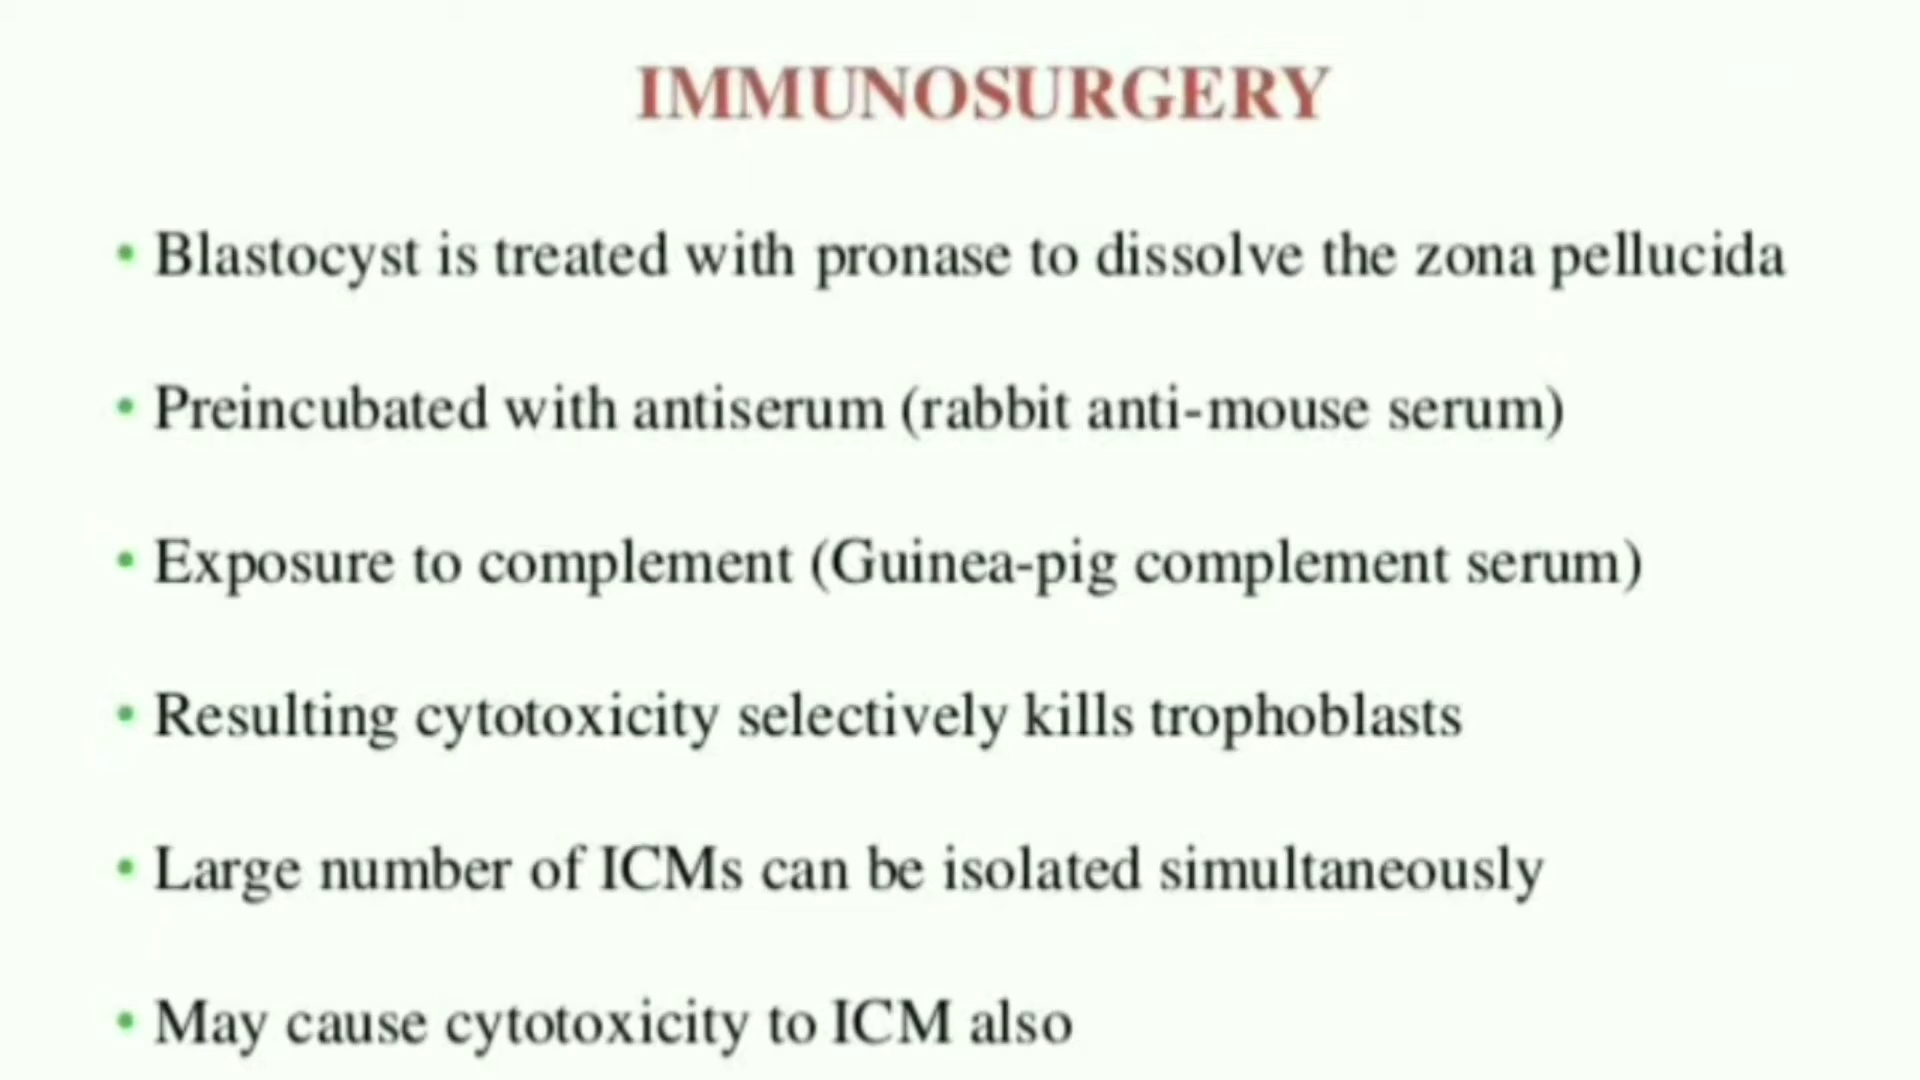 IMMUNOSURGERY
• Blastocyst is treated with pronase to dissolve the zona pellucida
• Preincubated with antiserum (rabbit anti-mouse serum)
• Exposure to complement (Guinea-pig complement serum)
• Resulting cytotoxicity selectively kills trophoblasts
• Large number of ICMs can be isolated simultaneously
• May cause cytotoxicity to ICM also